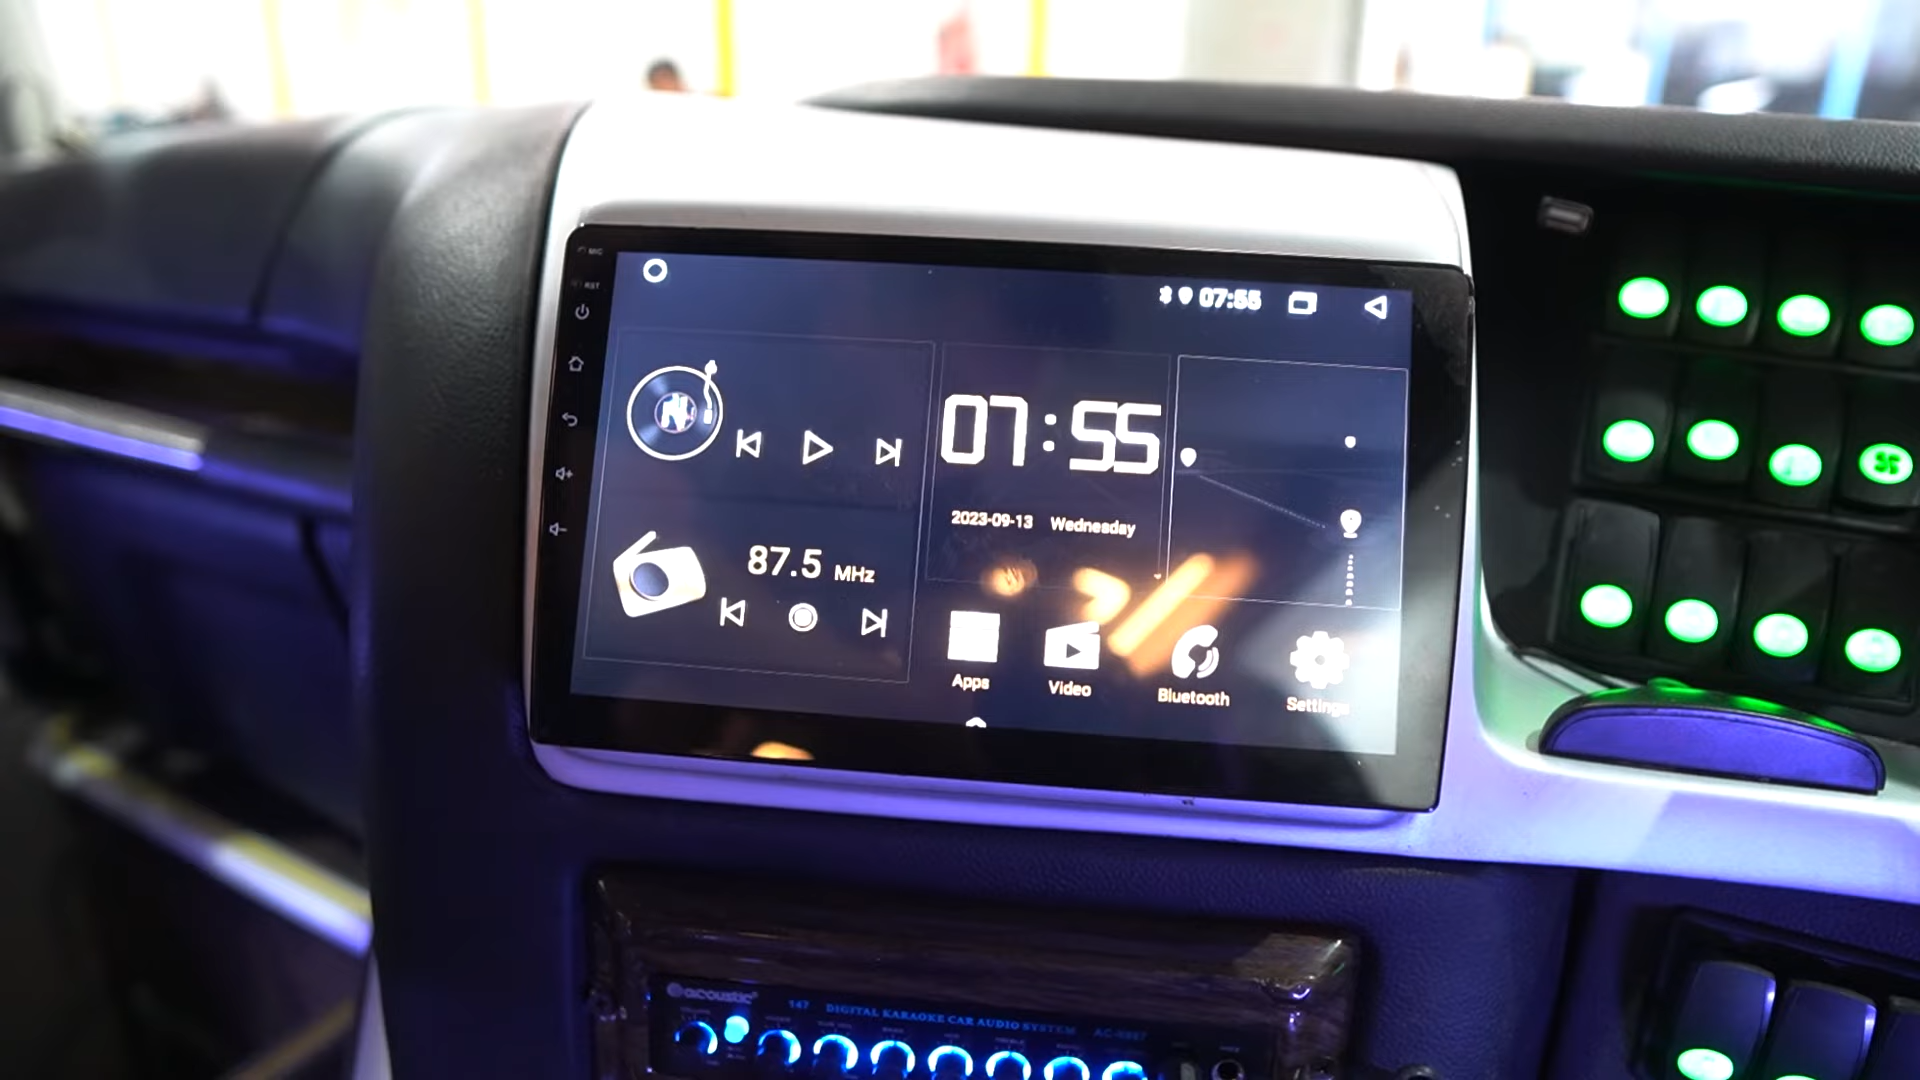 MIC
RST
07:55
07:55
2023-09-13 Wednesday
87.5 MHz
Apps
Video
Bluetooth
Settings
acoustic
147 DIGITAL KARAOKE CAR AUDIO SYSTEM